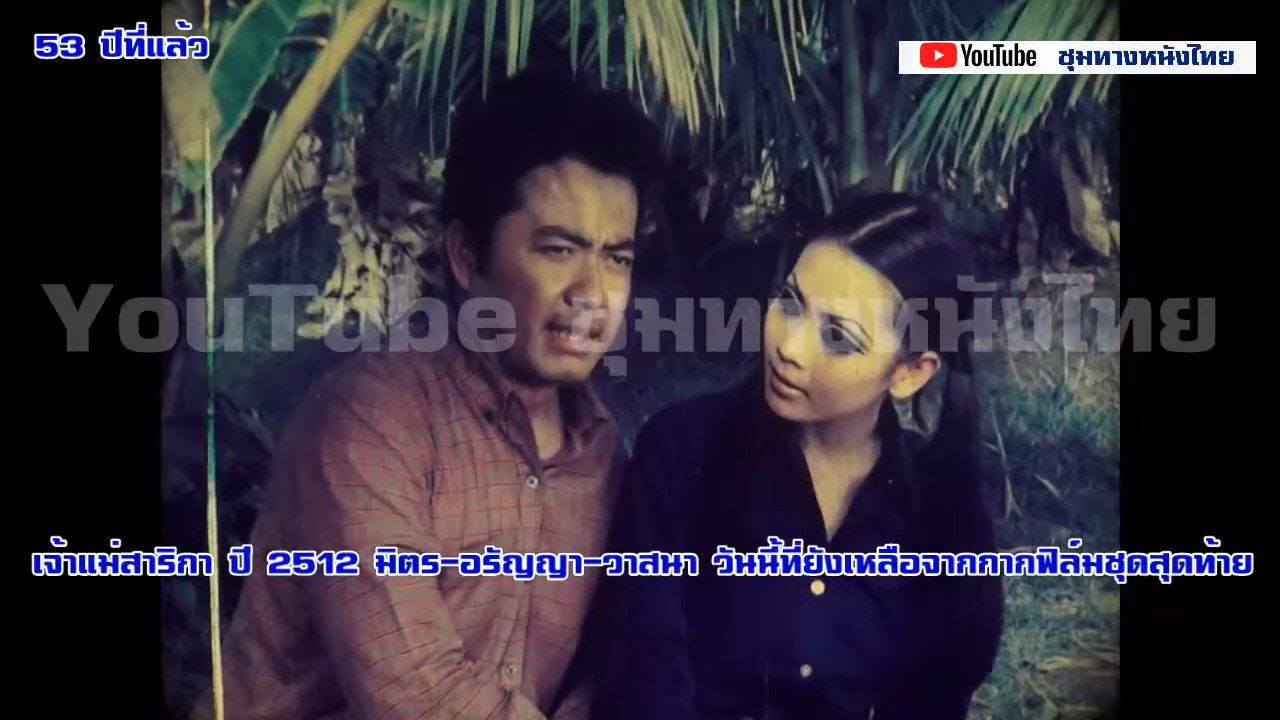 53 ปีที่แล้ว
YouTube ชุมทางหนังไทย
YouTube ชุมทางหนังไทย
เจ้าแม่สาริกา ปี 2512 มิตร-อรัญญา-วาสนา วันนี้ที่ยังเหลือจากกากฟิล์มชุดสุดท้าย